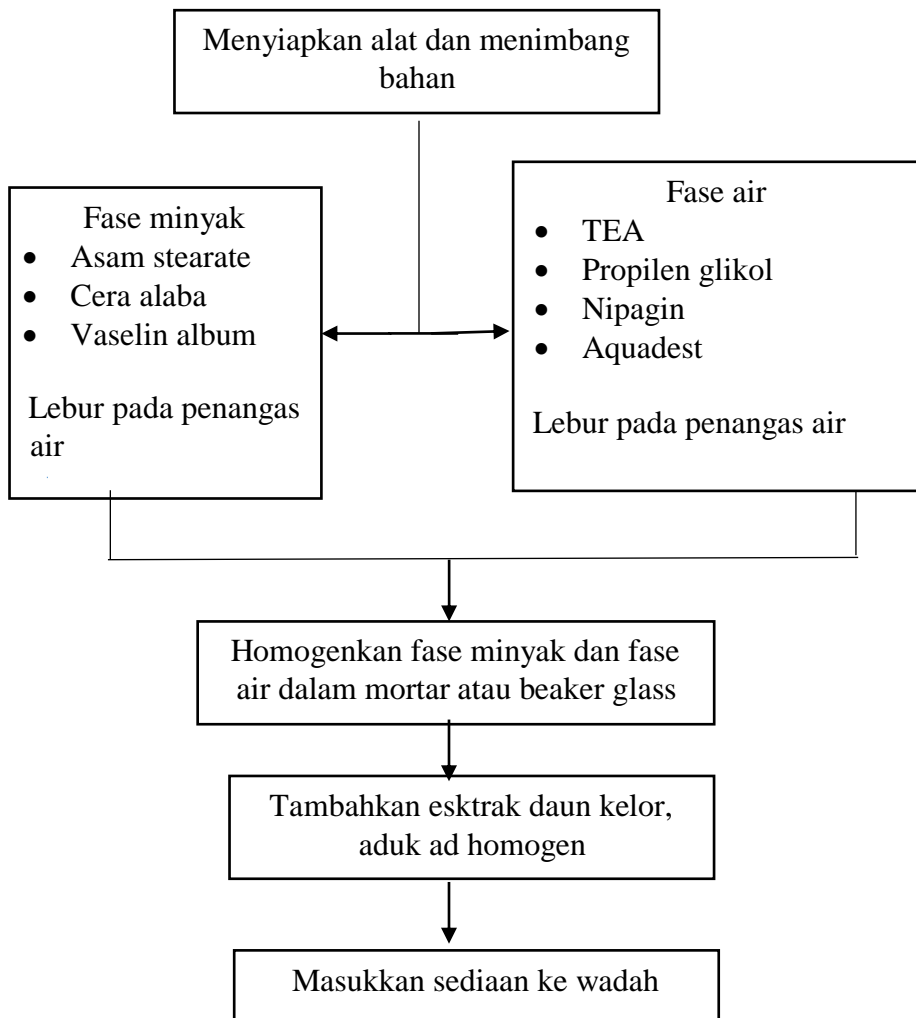 Menyiapkan alat dan menimbang
bahan
Fase minyak
• Asam stearate
• Cera alaba
• Vaselin album
Lebur pada penangas
air
Fase air
• TEA
• Propilen glikol
• Nipagin
• Aquadest
Lebur pada penangas air
Homogenkan fase minyak dan fase
air dalam mortar atau beaker glass
Tambahkan esktrak daun kelor,
aduk ad homogen
Masukkan sediaan ke wadah